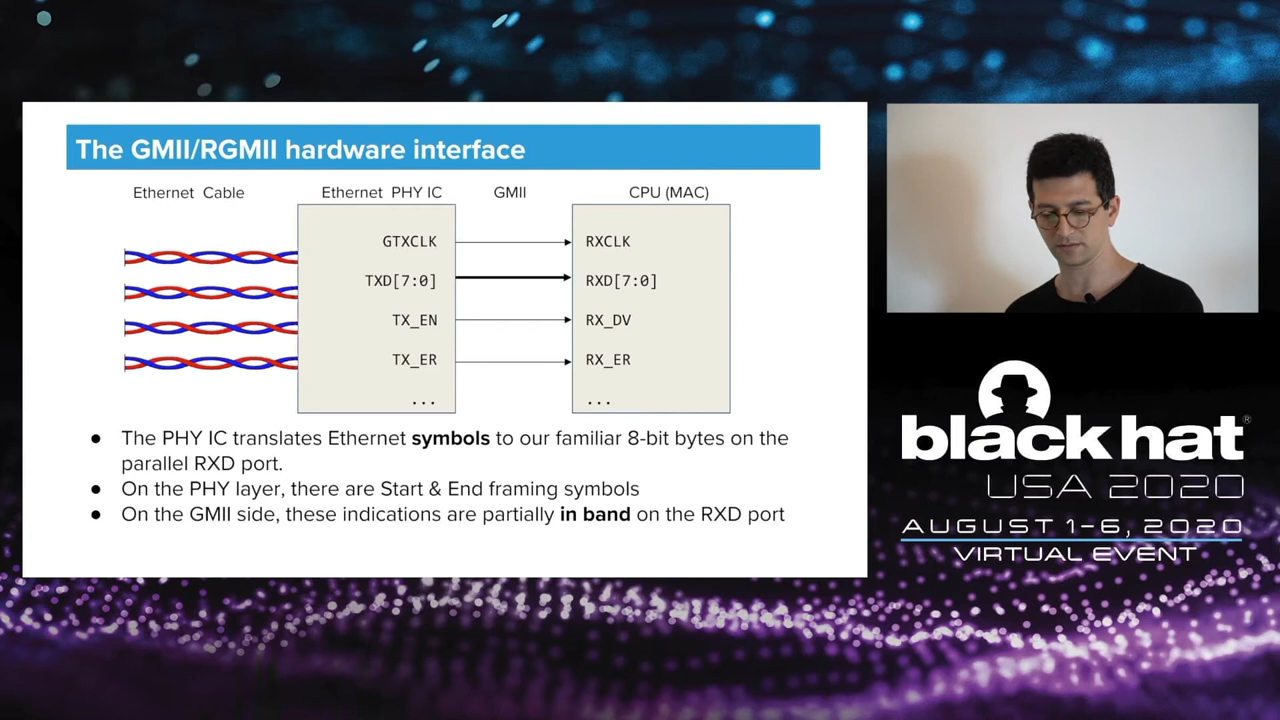 The GMII/RGMII hardware interface
Ethernet Cable
Ethernet PHY IC
GMII
CPU (MAC)
GTXCLK
RXCLK
TXD[7:0]
RXD[7:0]
TX_EN
RX_DV
TX_ER
RX_ER
...
...
● The PHY IC translates Ethernet symbols to our familiar 8-bit bytes on the
parallel RXD port.
● On the PHY layer, there are Start & End framing symbols
● On the GMII side, these indications are partially in band on the RXD port
black hat®
USA 2020
AUGUST 1-6, 2020
VIRTUAL EVENT